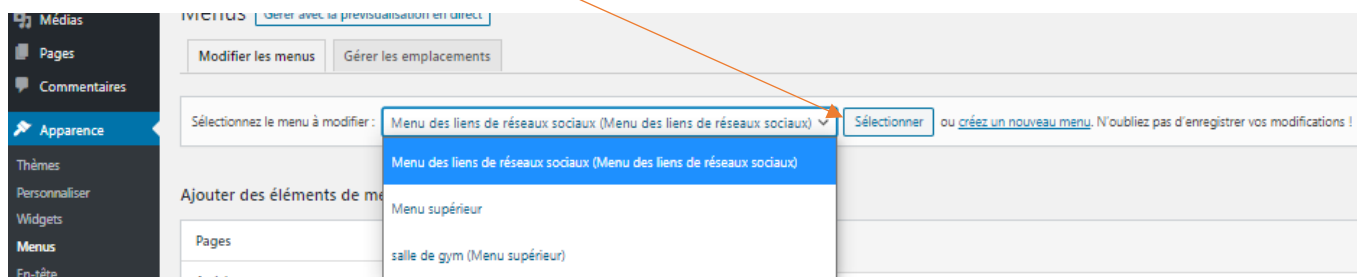 Médias
Menus Gérer avec la prévisualisation en direct
Pages
Modifier les menus Gérer les emplacements
Commentaires
Apparence
Sélectionnez le menu à modifier : Menu des liens de réseaux sociaux (Menu des liens de réseaux sociaux) Sélectionner ou créez un nouveau menu. N'oubliez pas d'enregistrer vos modifications !
Menu des liens de réseaux sociaux (Menu des liens de réseaux sociaux)
Thèmes
Personnaliser
Ajouter des éléments de me
Menu supérieur
Widgets
Menus
Pages
salle de gym (Menu supérieur)
En-tête